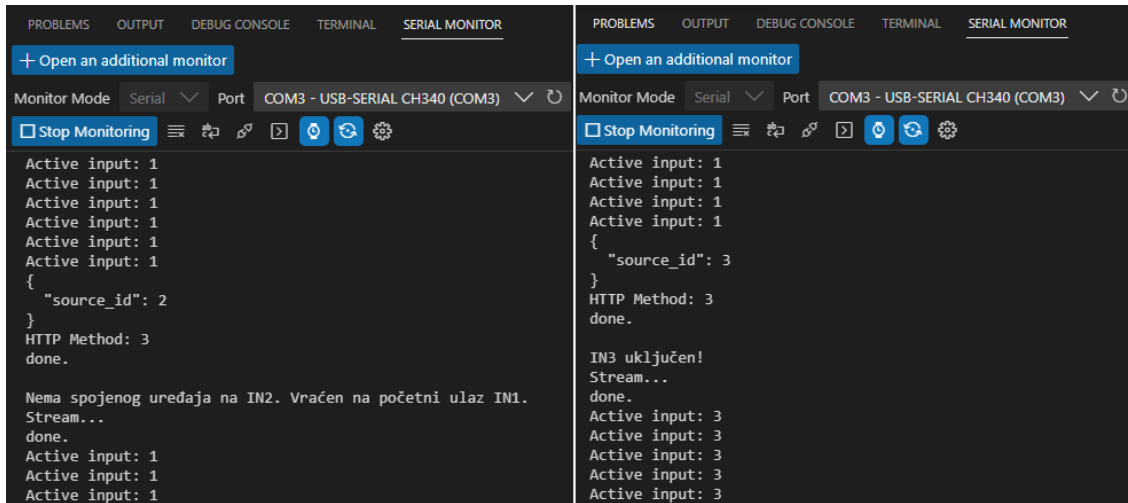 PROBLEMS OUTPUT DEBUG CONSOLE TERMINAL SERIAL MONITOR
+ Open an additional monitor
Monitor Mode Serial Port COM3 - USB-SERIAL CH340 (COM3)
Stop Monitoring
Active input: 1
Active input: 1
Active input: 1
Active input: 1
Active input: 1
Active input: 1
{
"source_id": 2
}
HTTP Method: 3
done.
Nema spojenog uređaja na IN2. Vraćen na početni ulaz IN1.
Stream...
done.
Active input: 1
Active input: 1
Active input: 1
PROBLEMS OUTPUT DEBUG CONSOLE TERMINAL SERIAL MONITOR
+ Open an additional monitor
Monitor Mode Serial Port COM3 - USB-SERIAL CH340 (COM3)
Stop Monitoring
Active input: 1
Active input: 1
Active input: 1
Active input: 1
{
"source_id": 3
}
HTTP Method: 3
done.
IN3 uključen!
Stream...
done.
Active input: 3
Active input: 3
Active input: 3
Active input: 3
Active input: 3